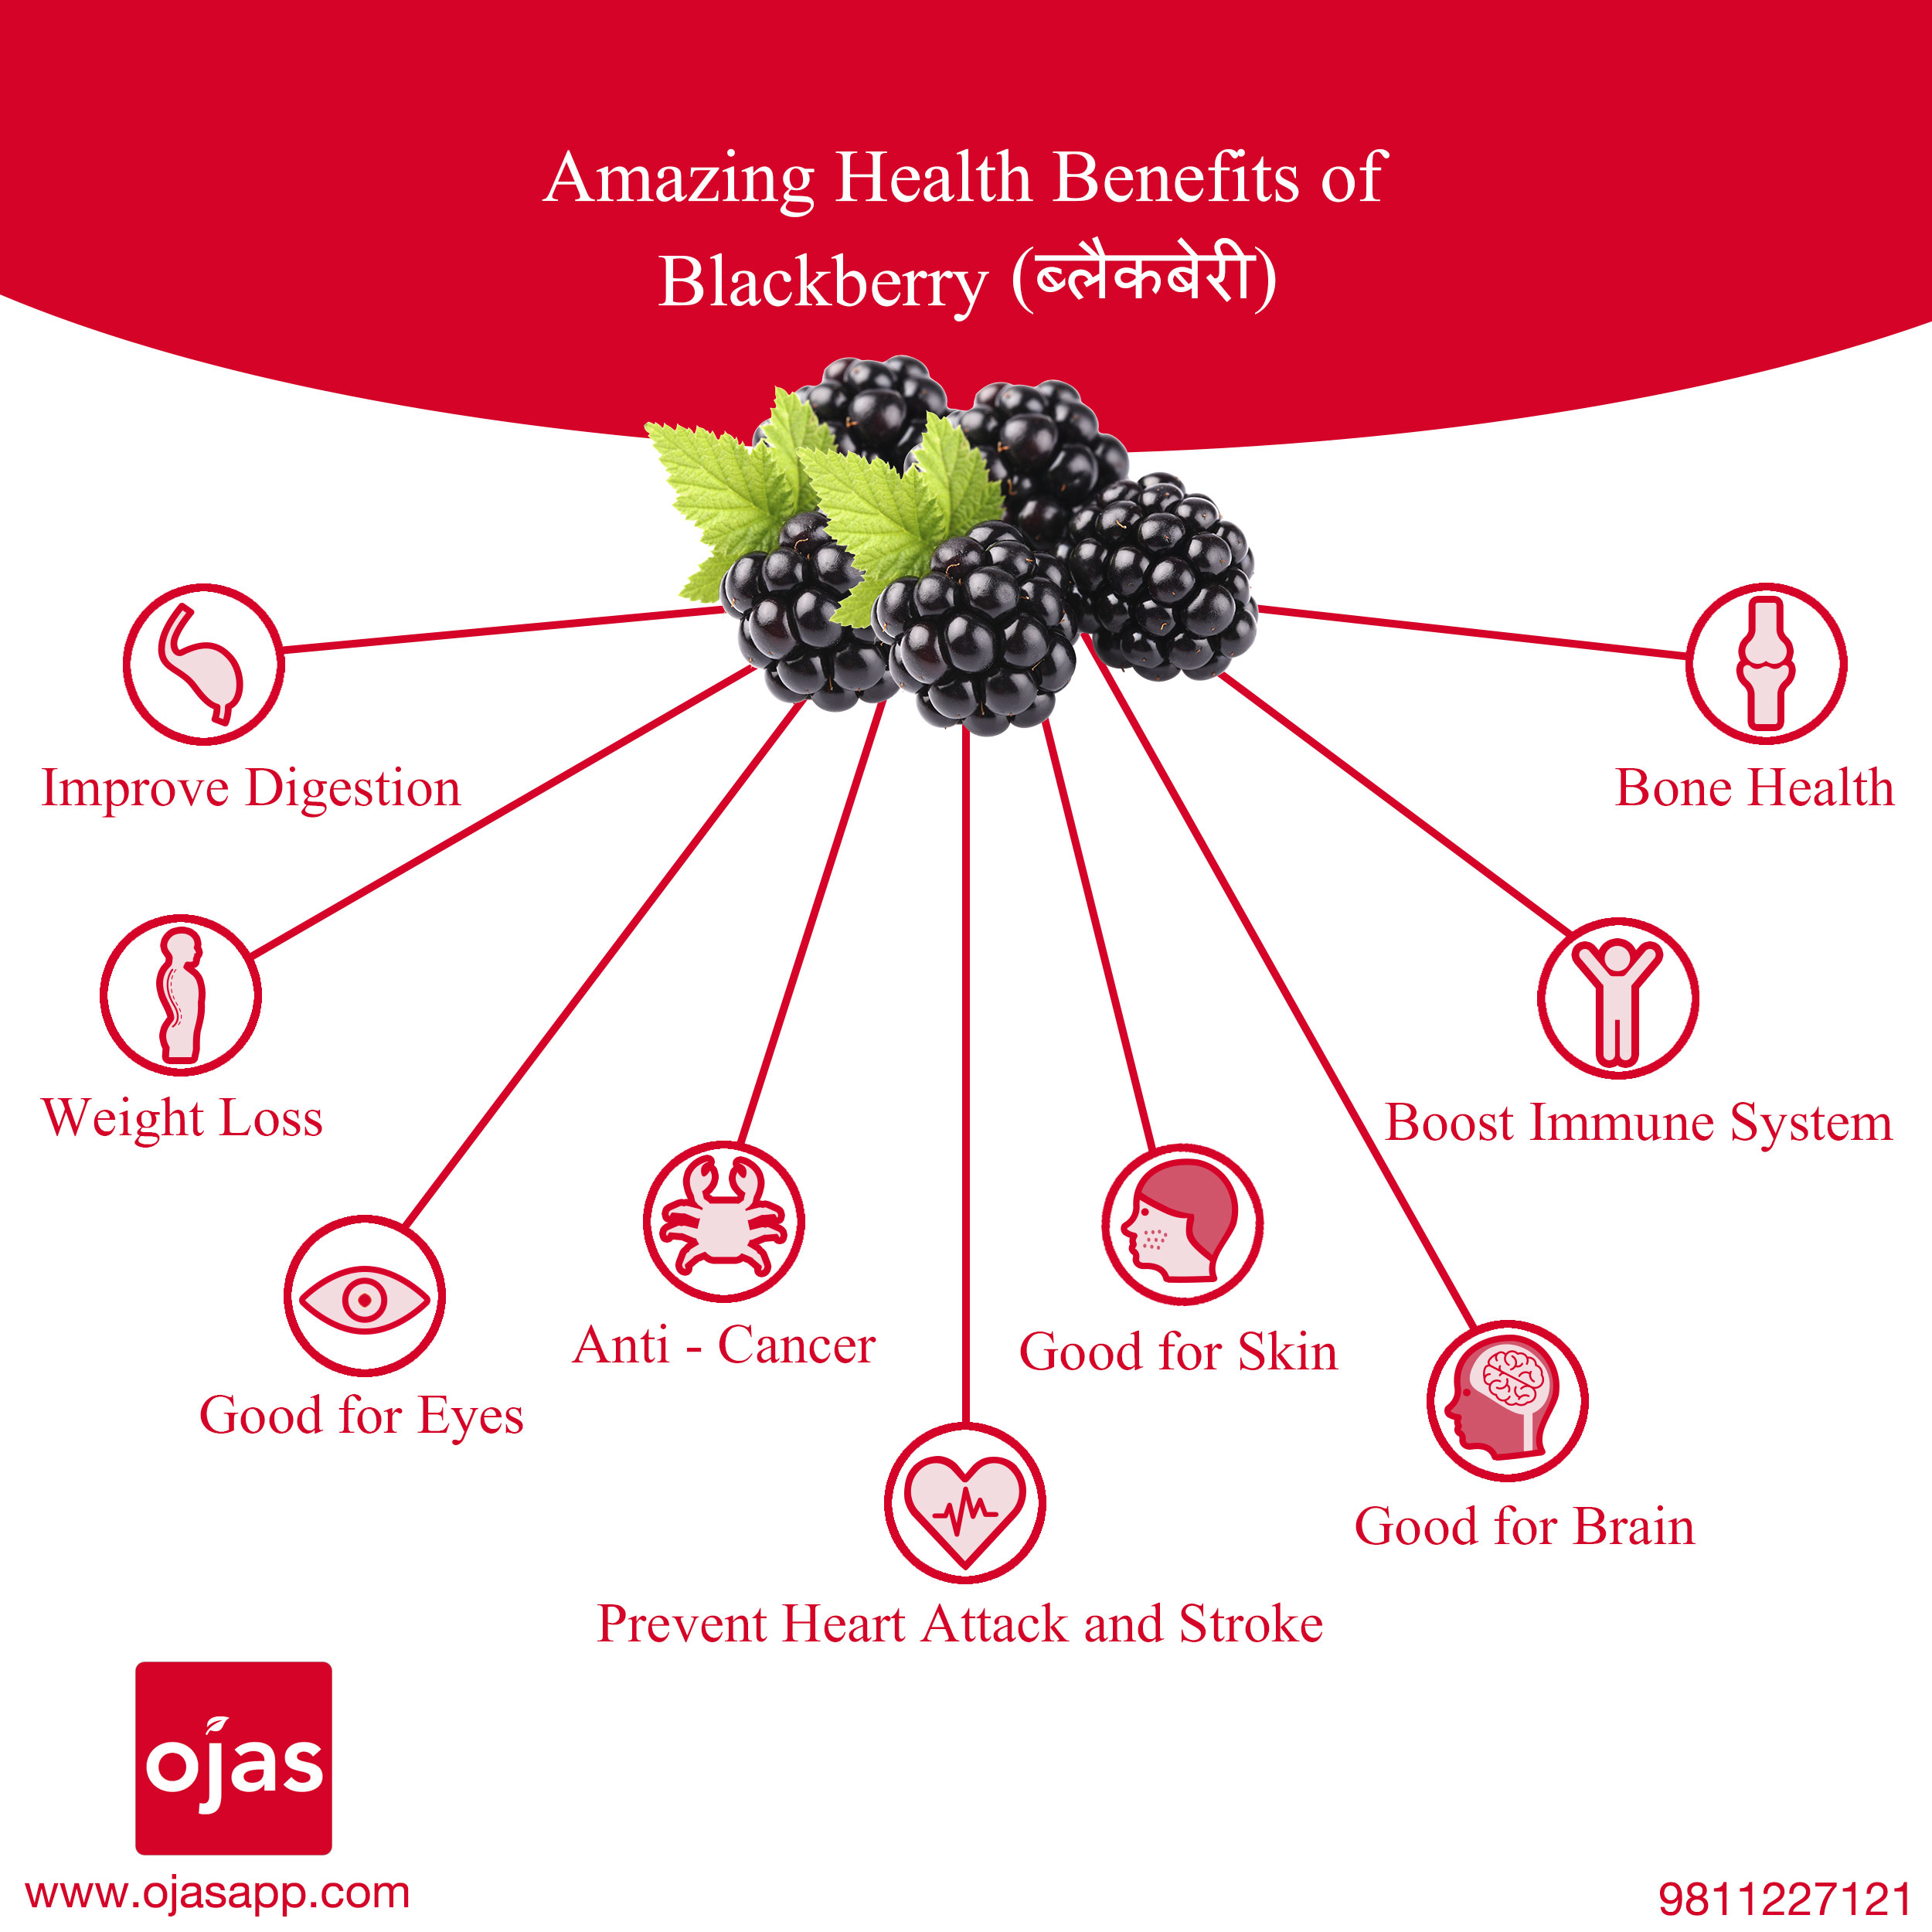 Amazing Health Benefits of
Blackberry (ब्लैकबेरी)
Improve Digestion
Bone Health
Weight Loss
Boost Immune System
Good for Eyes
Anti - Cancer
Good for Skin
Good for Brain
Prevent Heart Attack and Stroke
ojas
www.ojasapp.com
9811227121